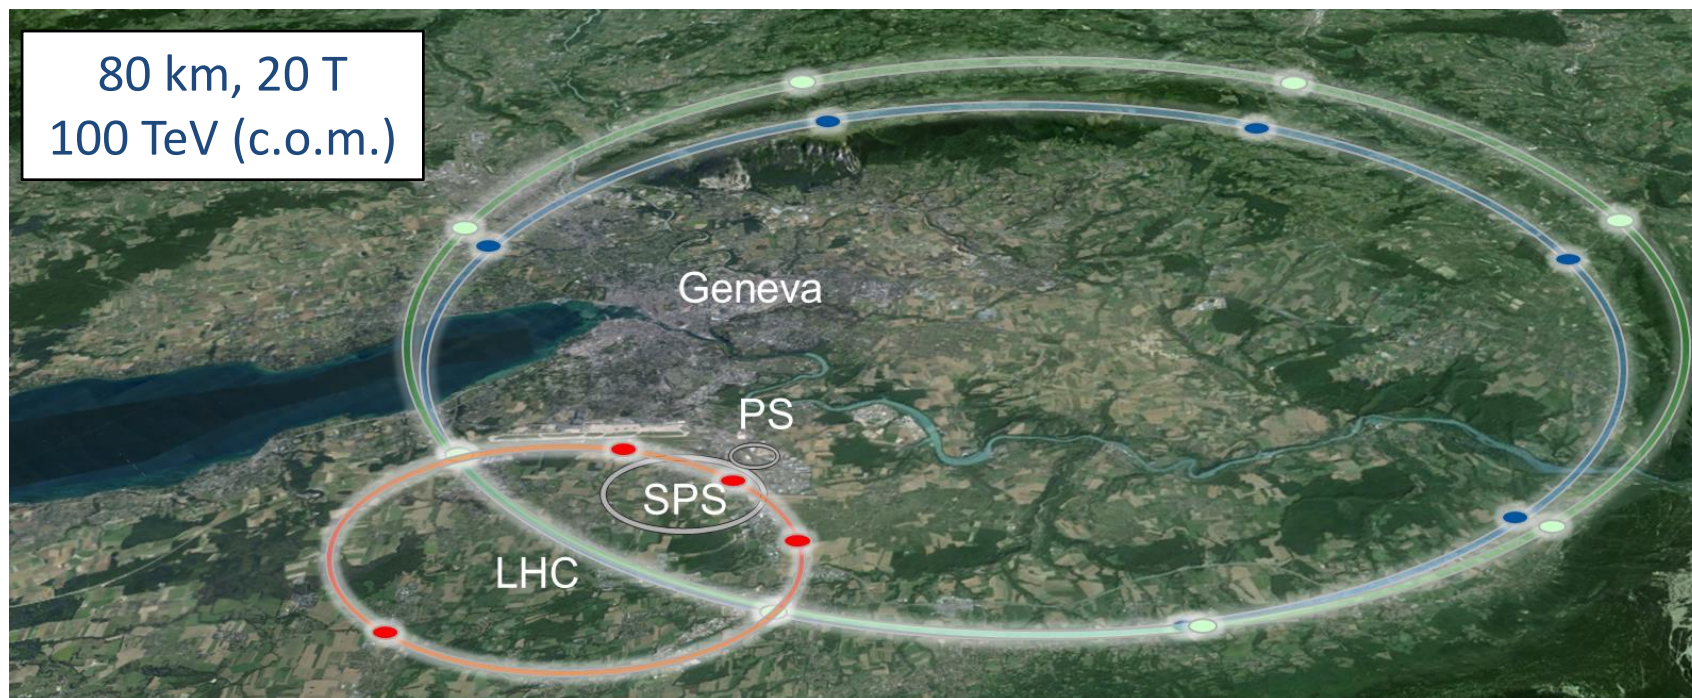 80 km, 20 T
100 TeV (c.o.m.)
Geneva
PS
SPS
LHC